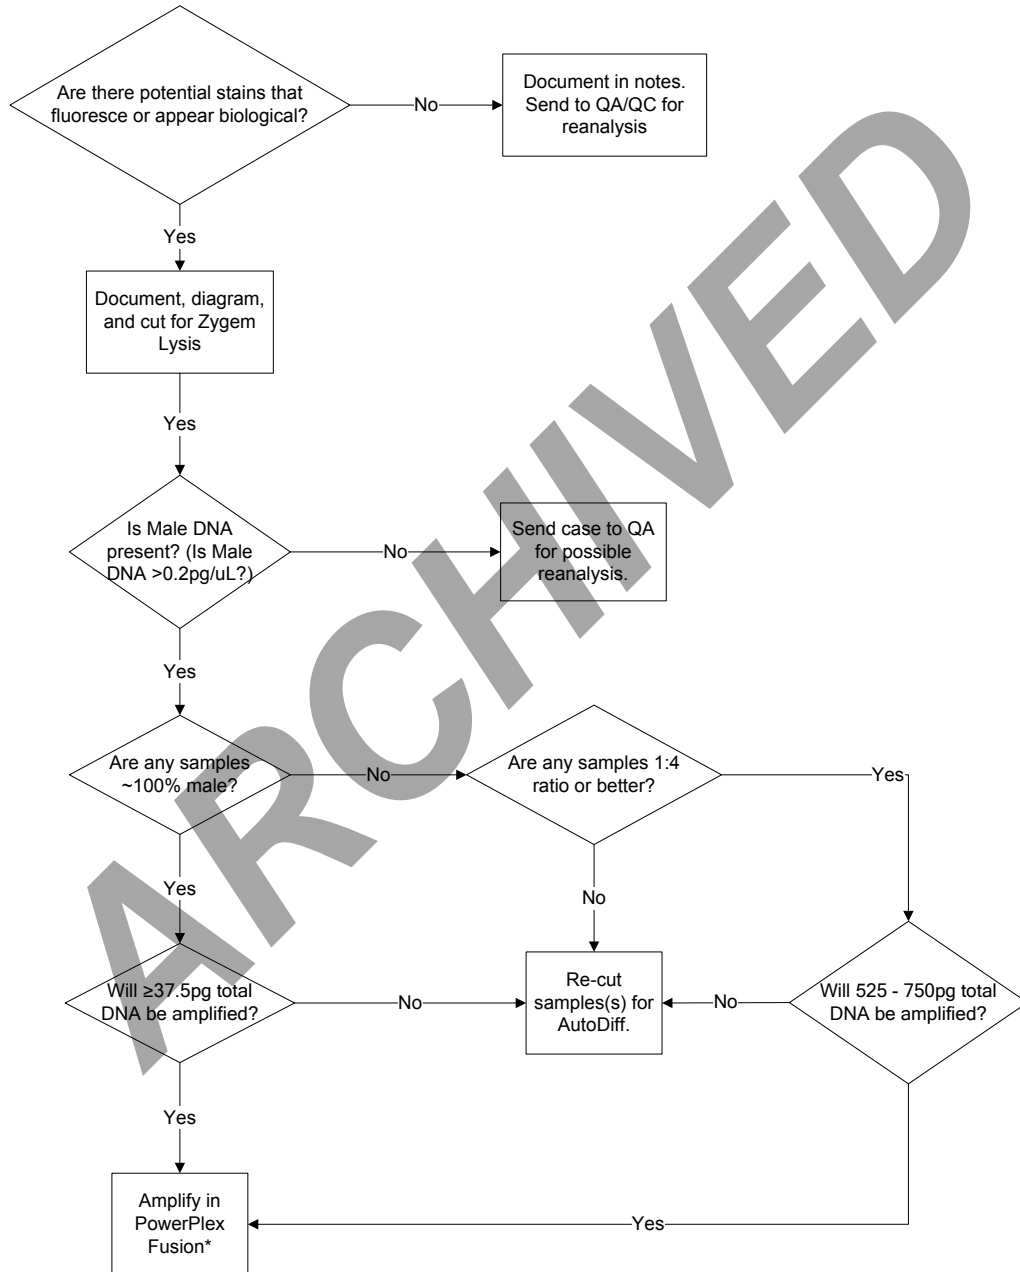 Are there potential stains that
fluoresce or appear biological?
No
Document in notes.
Send to QA/QC for
reanalysis
Yes
Document, diagram,
and cut for Zygem
Lysis
Yes
Is Male DNA
present? (Is Male
DNA >0.2pg/uL?)
No
Send case to QA
for possible
reanalysis.
Yes
Are any samples
~100% male?
No
Are any samples 1:4
ratio or better?
Yes
Yes
No
Will ≥37.5pg total
DNA be amplified?
No
Re-cut
samples(s) for
AutoDiff.
No
Will 525 - 750pg total
DNA be amplified?
Yes
Amplify in
PowerPlex
Fusion*
Yes
ARCHIVED